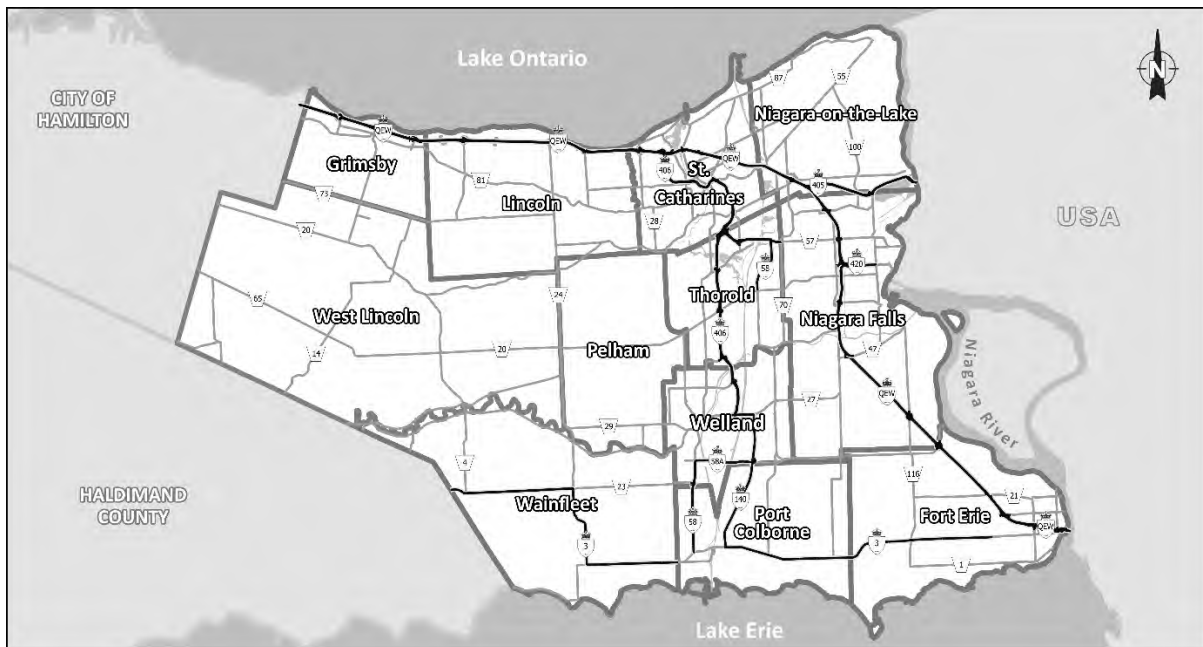 Lake Ontario
N
CITY OF
HAMILTON
87
55
Niagara-on-the-Lake
QEW
QEW
QEW
100
Grimsby
406
St.
Catharines
405
73
81
Lincoln
28
USA
20
57
58
420
24
Thorold
65
West Lincoln
70
Niagara Falls
14
20
Pelham
406
47
Niagara River
QEW
27
29
Welland
4
58A
116
HALDIMAND
COUNTY
Wainfleet
23
140
21
58
Port
Colborne
Fort Erie
QEW
3
3
1
Lake Erie